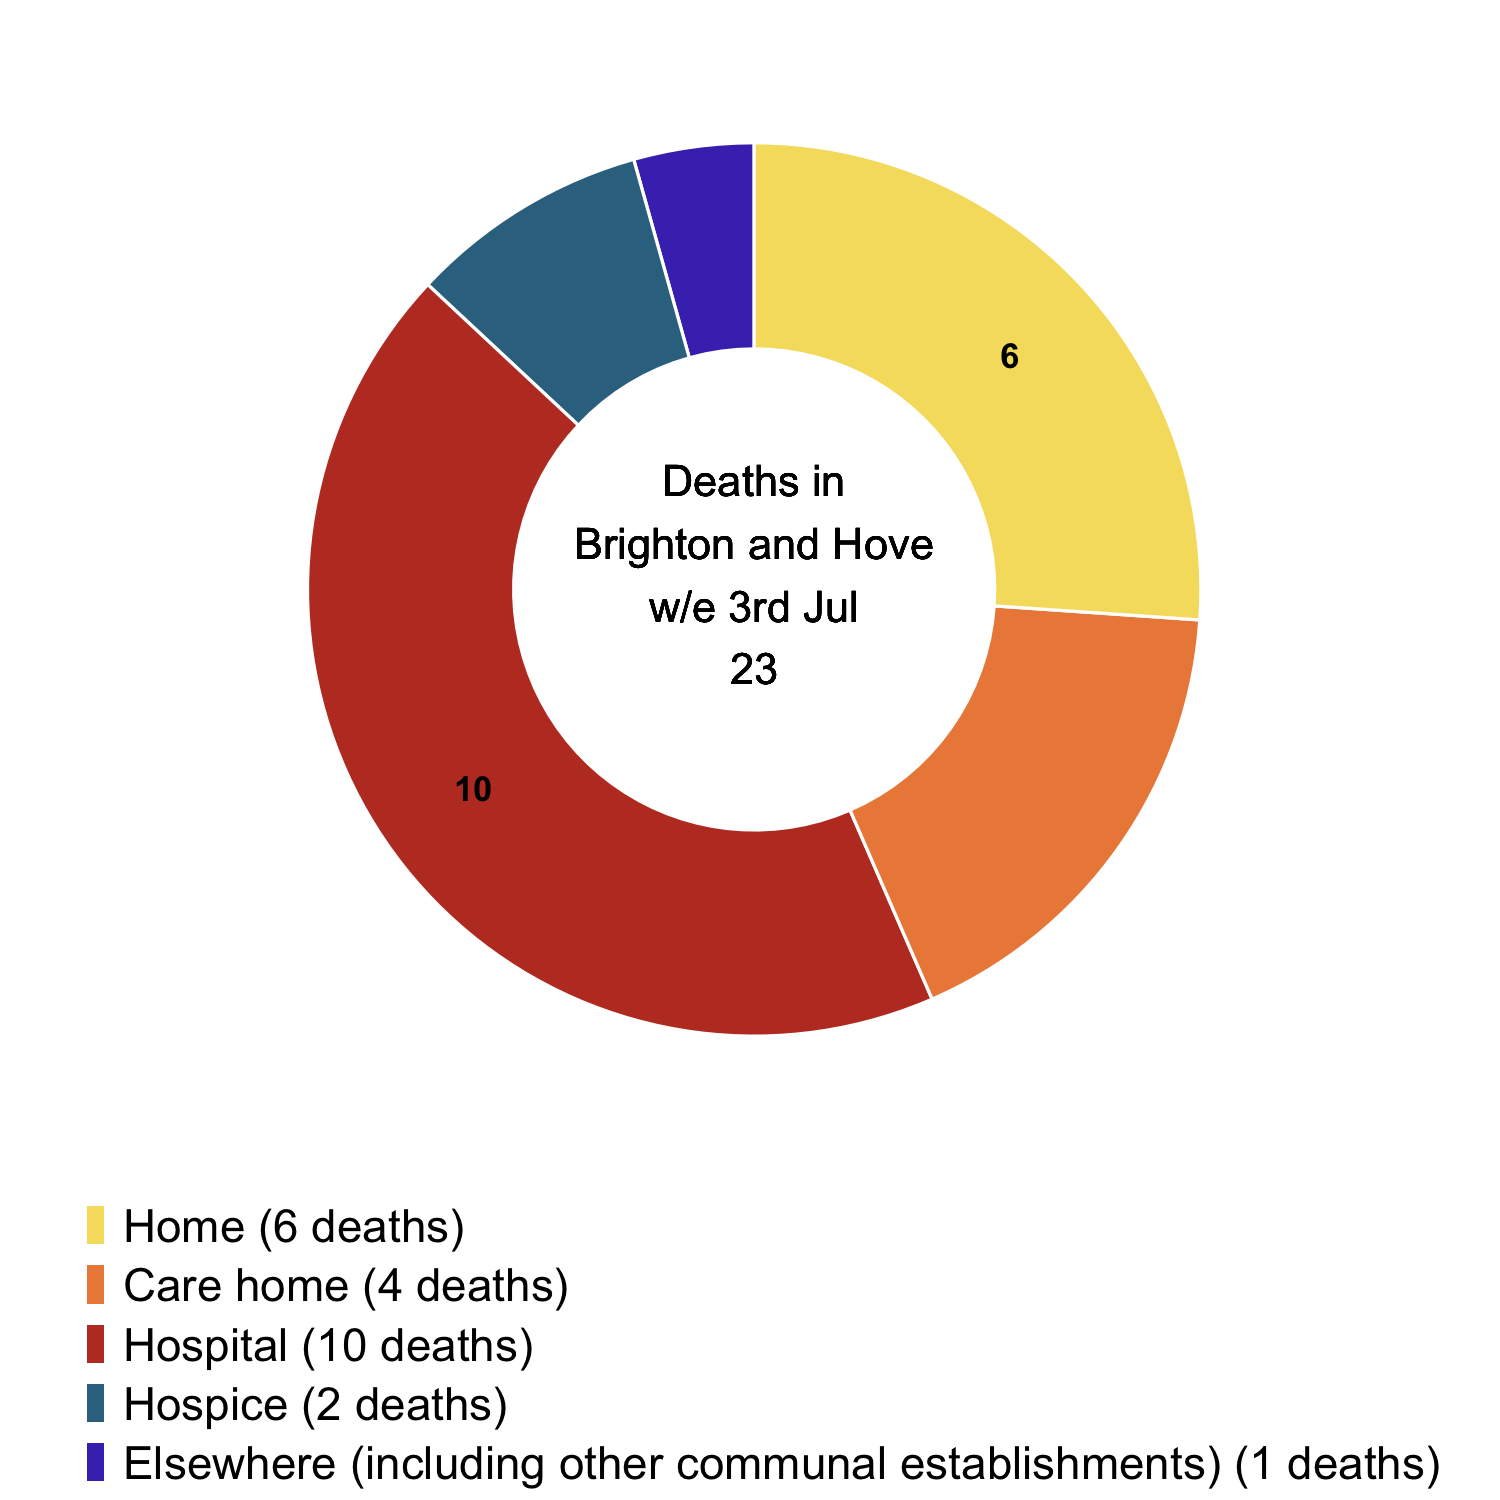 6
10
Deaths in
Brighton and Hove
w/e 3rd Jul
23
Home (6 deaths)
Care home (4 deaths)
Hospital (10 deaths)
Hospice (2 deaths)
Elsewhere (including other communal establishments) (1 deaths)